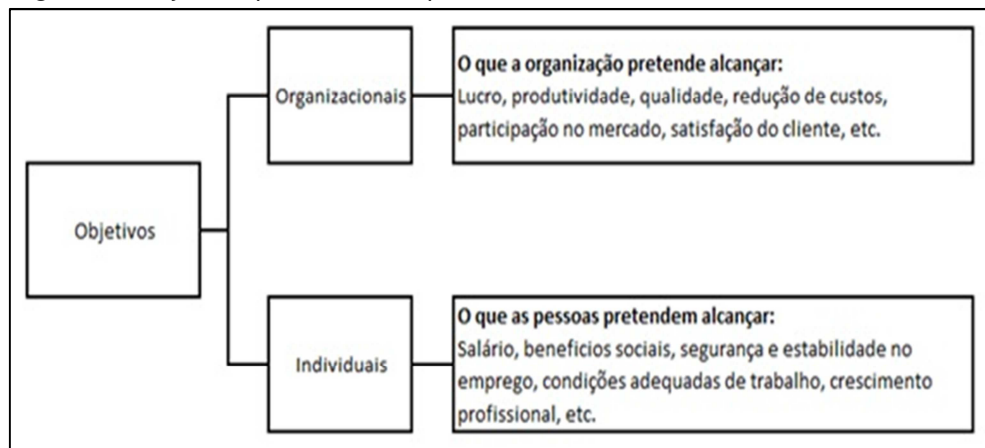 Objetivos
Organizacionais
O que a organização pretende alcançar:
Lucro, produtividade, qualidade, redução de custos,
participação no mercado, satisfação do cliente, etc.
Individuais
O que as pessoas pretendem alcançar:
Salário, beneficios sociais, segurança e estabilidade no
emprego, condições adequadas de trabalho, crescimento
profissional, etc.